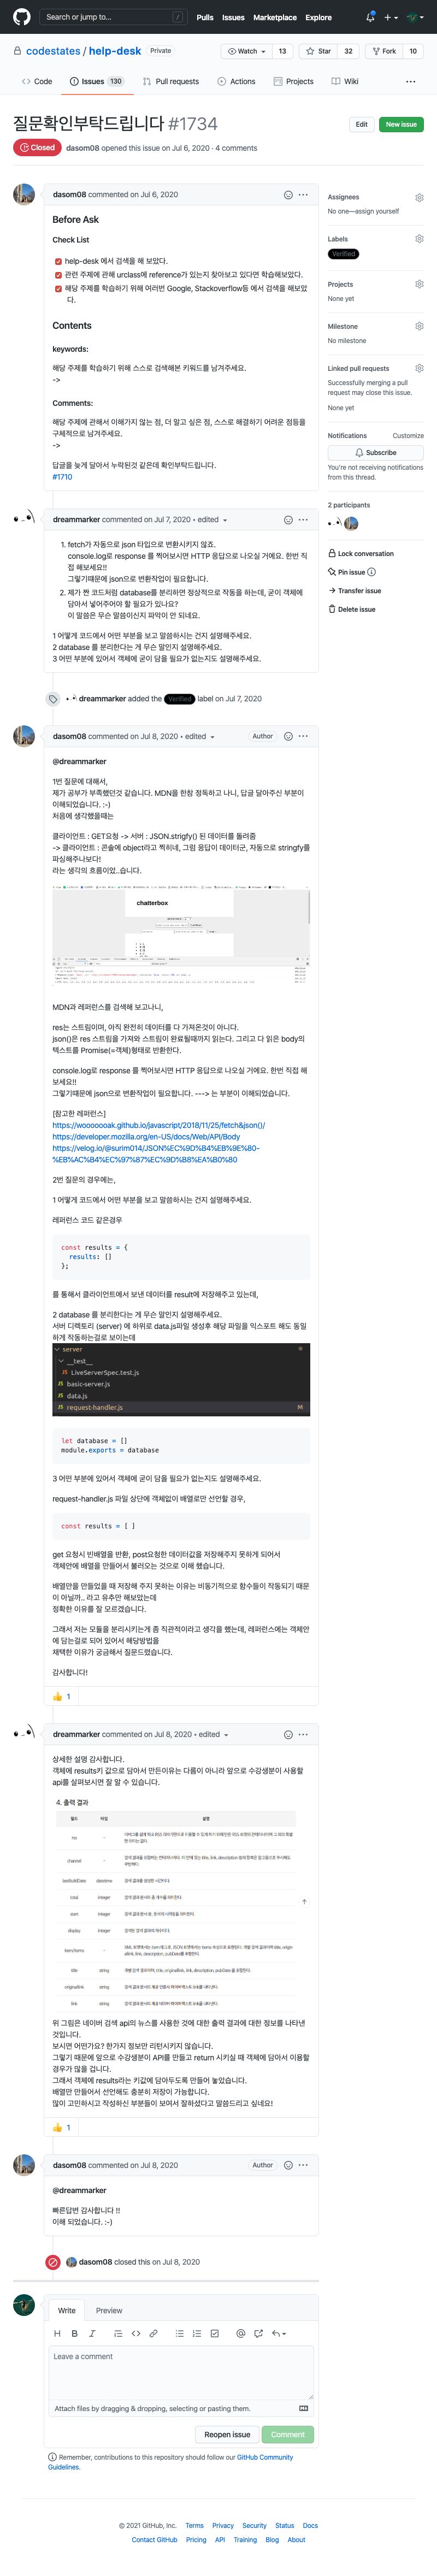 Search or jump to...
/
Pulls Issues Marketplace Explore
codestates / help-desk Private
Watch 13 Star 32 Fork 10
Code Issues 130 Pull requests Actions Projects Wiki
질문확인부탁드립니다 #1734
Edit New issue
Closed dasom08 opened this issue on Jul 6, 2020 · 4 comments
dasom08 commented on Jul 6, 2020
Before Ask
Check List
help-desk 에서 검색을 해 보았다.
관련 주제에 관해 urclass에 reference가 있는지 찾아보고 있다면 학습해보았다.
해당 주제를 학습하기 위해 여러번 Google, Stackoverflow등 에서 검색을 해보았
다.
Contents
keywords:
해당 주제를 학습하기 위해 스스로 검색해본 키워드를 남겨주세요.
->
Comments:
해당 주제에 관해서 이해가지 않는 점, 더 알고 싶은 점, 스스로 해결하기 어려운 점등을
구체적으로 남겨주세요.
->
답글을 늦게 달아서 누락된것 같은데 확인부탁드립니다.
#1710
Assignees
No one—assign yourself
Labels
Verified
Projects
None yet
Milestone
No milestone
Linked pull requests
Successfully merging a pull
request may close this issue.
None yet
Notifications Customize
Subscribe
You're not receiving notifications
from this thread.
2 participants
Lock conversation
Pin issue
Transfer issue
Delete issue
dreammarker commented on Jul 7, 2020 • edited
1. fetch가 자동으로 json 타입으로 변환시키지 않죠.
console.log로 response 를 찍어보시면 HTTP 응답으로 나오실 거에요. 한번 직
접 해보세요!!
그렇기때문에 json으로 변환작업이 필요합니다.
2. 제가 짠 코드처럼 database를 분리하면 정상적으로 작동을 하는데, 굳이 객체에
담아서 넣어주어야 할 필요가 있나요?
이 말씀은 무슨 말씀이신지 파악이 안 되네요.
1 어떻게 코드에서 어떤 부분을 보고 말씀하시는 건지 설명해주세요.
2 database 를 분리한다는 게 무슨 말인지 설명해주세요.
3 어떤 부분에 있어서 객체에 굳이 담을 필요가 없는지도 설명해주세요.
dreammarker added the Verified label on Jul 7, 2020
dasom08 commented on Jul 8, 2020 • edited Author
@dreammarker
1번 질문에 대해서,
제가 공부가 부족했던것 같습니다. MDN을 한참 정독하고 나니, 답글 달아주신 부분이
이해되었습니다. :-)
처음에 생각했을때는
클라이언트 : GET요청 -> 서버 : JSON.strigfy() 된 데이터를 돌려줌
-> 클라이언트 : 콘솔에 object라고 찍히네, 그럼 응답이 데이터군, 자동으로 stringfy를
파싱해주나보다!
라는 생각의 흐름이었..습니다.
chatterbox
MDN과 레퍼런스를 검색해 보고나니,
res는 스트림이며, 아직 완전히 데이터를 다 가져온것이 아니다.
json()은 res 스트림을 가져와 스트림이 완료될때까지 읽는다. 그리고 다 읽은 body의
텍스트를 Promise(=객체)형태로 반환한다.
console.log로 response 를 찍어보시면 HTTP 응답으로 나오실 거에요. 한번 직접 해
보세요!!
그렇기때문에 json으로 변환작업이 필요합니다. ---> 는 부분이 이해되었습니다.
[참고한 레퍼런스]
https://wooooooak.github.io/javascript/2018/11/25/fetch&json()/
https://developer.mozilla.org/en-US/docs/Web/API/Body
https://velog.io/@surim014/JSON%EC%9D%B4%EB%9E%80-
%EB%AC%B4%EC%97%87%EC%9D%B8%EA%B0%80
2번 질문의 경우에는,
1 어떻게 코드에서 어떤 부분을 보고 말씀하시는 건지 설명해주세요.
레퍼런스 코드 같은경우
const results = {
results: []
};
를 통해서 클라이언트에서 보낸 데이터를 result에 저장해주고 있는데,
2 database 를 분리한다는 게 무슨 말인지 설명해주세요.
서버 디렉토리 (server) 에 하위로 data.js파일 생성후 해당 파일을 익스포트 해도 동일
하게 작동하는걸로 보이는데
server
__test__
JS LiveServerSpec.test.js
JS basic-server.js
JS data.js
JS request-handler.js M
let database = []
module.exports = database
3 어떤 부분에 있어서 객체에 굳이 담을 필요가 없는지도 설명해주세요.
request-handler.js 파일 상단에 객체없이 배열로만 선언할 경우,
const results = [ ]
get 요청시 빈배열을 반환, post요청한 데이터값을 저장해주지 못하게 되어서
객체안에 배열을 만들어서 불러오는 것으로 이해 했습니다.
배열만을 만들었을 때 저장해 주지 못하는 이유는 비동기적으로 함수들이 작동되기 때문
이 아닐까.. 라고 유추만 해보았는데
정확한 이유를 잘 모르겠습니다.
그래서 저는 모듈을 분리시키는게 좀 직관적이라고 생각을 했는데, 레퍼런스에는 객체안
에 담는걸로 되어 있어서 해당방법을
채택한 이유가 궁금해서 질문드렸습니다.
감사합니다!
1
dreammarker commented on Jul 8, 2020 • edited
상세한 설명 감사합니다.
객체에 results키 값으로 담아서 만든이유는 다름이 아니라 앞으로 수강생분이 사용할
api를 살펴보시면 잘 알 수 있습니다.
4. 출력 결과
필드 타입 설명
rss -
channel -
lastBuildDate datetime
total integer
start integer
display integer
item/items -
title string
originallink string
link string
위 그림은 네이버 검색 api의 뉴스를 사용한 것에 대한 출력 결과에 대한 정보를 나타낸
것입니다.
보시면 어떤가요? 한가지 정보만 리턴시키지 않습니다.
그렇기 때문에 앞으로 수강생분이 API를 만들고 return 시키실 때 객체에 담아서 이용할
경우가 많을 겁니다.
그래서 객체에 results라는 키값에 담아두도록 만들어 놓았습니다.
배열만 만들어서 선언해도 충분히 저장이 가능합니다.
많이 고민하시고 작성하신 부분들이 보여서 잘하셨다고 말씀드리고 싶네요!
1
dasom08 commented on Jul 8, 2020 Author
@dreammarker
빠른답변 감사합니다 !!
이해 되었습니다. :-)
dasom08 closed this on Jul 8, 2020
Write Preview
Leave a comment
Attach files by dragging & dropping, selecting or pasting them.
Reopen issue Comment
Remember, contributions to this repository should follow our GitHub Community
Guidelines.
© 2021 GitHub, Inc. Terms Privacy Security Status Docs
Contact GitHub Pricing API Training Blog About